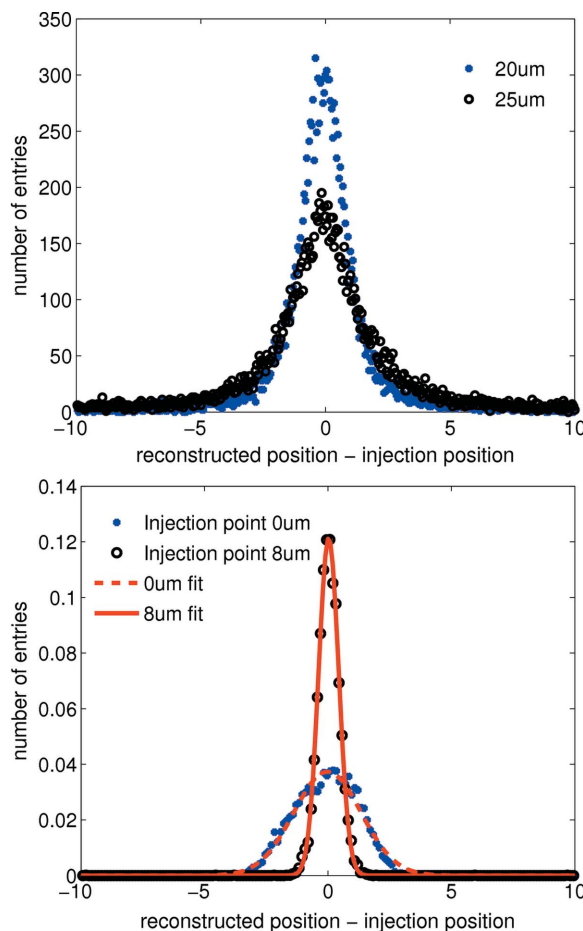 350
300
250
200
150
100
50
0
number of entries
20um
25um
−10
−5
0
5
10
reconstructed position − injection position
0.14
0.12
0.1
0.08
0.06
0.04
0.02
0
number of entries
Injection point 0um
Injection point 8um
0um fit
8um fit
−10
−5
0
5
10
reconstructed position − injection position